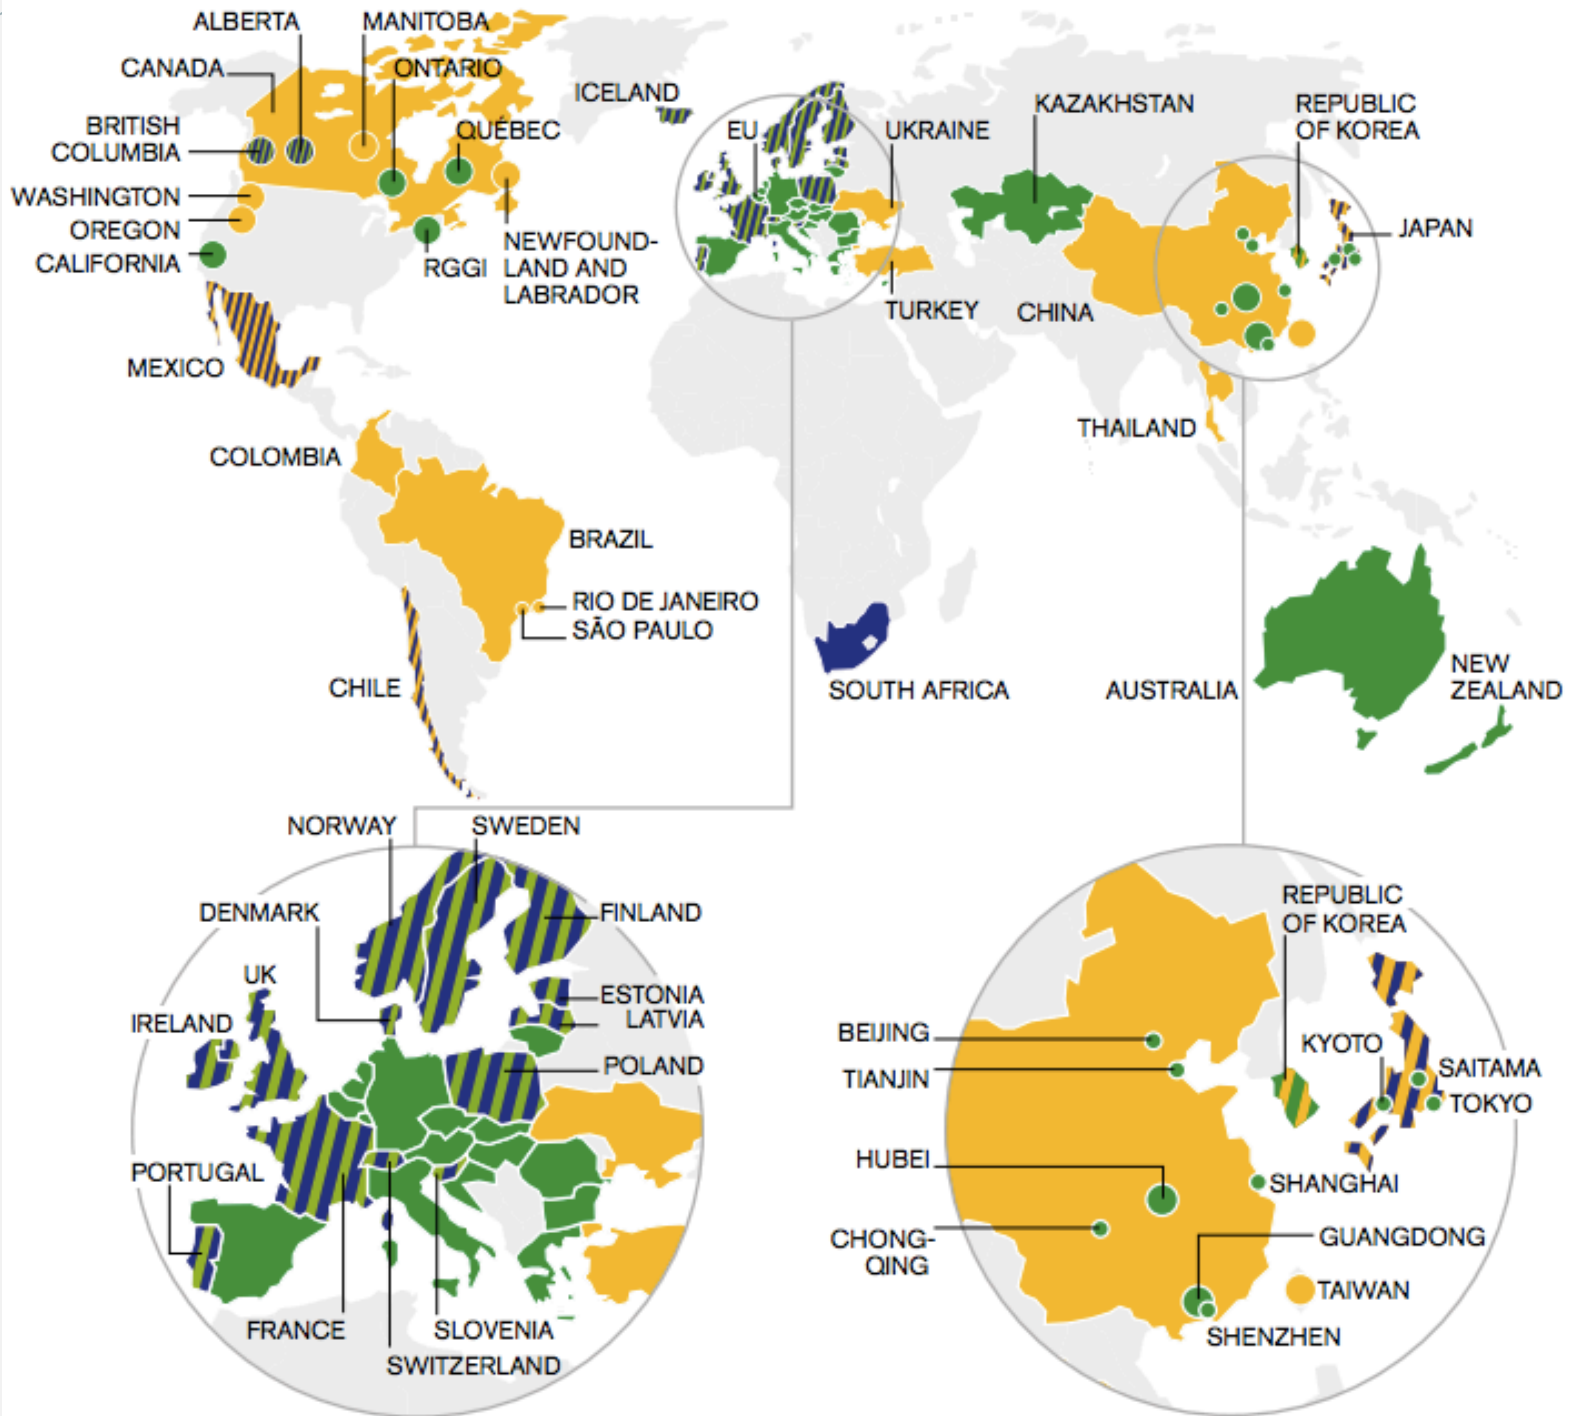 ALBERTA
MANITOBA
CANADA
ONTARIO
BRITISH
COLUMBIA
QUÉBEC
WASHINGTON
OREGON
CALIFORNIA
RGGI
NEWFOUND-
LAND AND
LABRADOR
MEXICO
ICELAND
EU
UKRAINE
TURKEY
KAZAKHSTAN
REPUBLIC
OF KOREA
JAPAN
CHINA
THAILAND
COLOMBIA
BRAZIL
RIO DE JANEIRO
SÃO PAULO
CHILE
SOUTH AFRICA
AUSTRALIA
NEW
ZEALAND
NORWAY
SWEDEN
DENMARK
FINLAND
UK
IRELAND
ESTONIA
LATVIA
POLAND
PORTUGAL
FRANCE
SLOVENIA
SWITZERLAND
REPUBLIC
OF KOREA
BEIJING
TIANJIN
KYOTO
SAITAMA
TOKYO
HUBEI
SHANGHAI
CHONG-
QING
GUANGDONG
TAIWAN
SHENZHEN